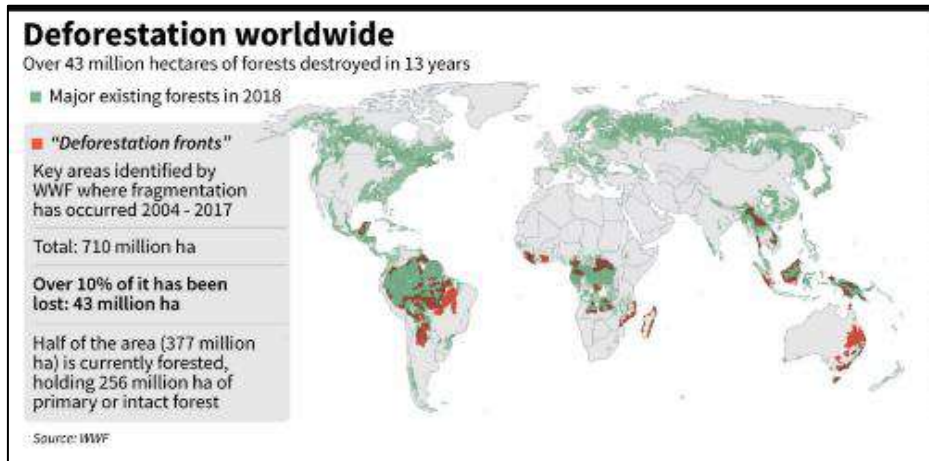 Deforestation worldwide
Over 43 million hectares of forests destroyed in 13 years
Major existing forests in 2018
“Deforestation fronts”
Key areas identified by
WWF where fragmentation
has occurred 2004 - 2017
Total: 710 million ha
Over 10% of it has been
lost: 43 million ha
Half of the area (377 million
ha) is currently forested,
holding 256 million ha of
primary or intact forest
Source: WWF